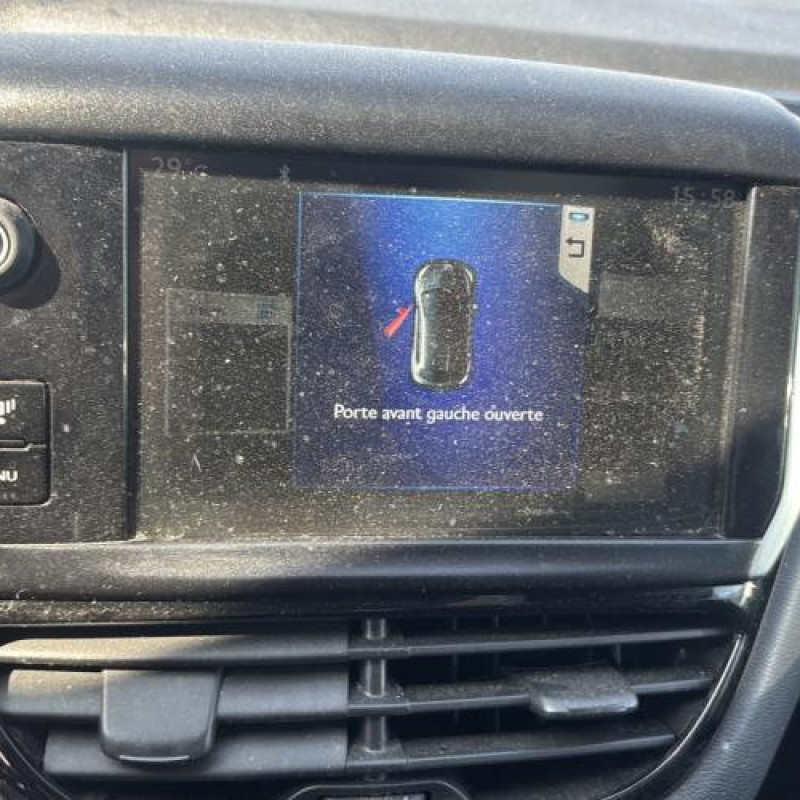 29°C
15:58
Porte avant gauche ouverte
NU